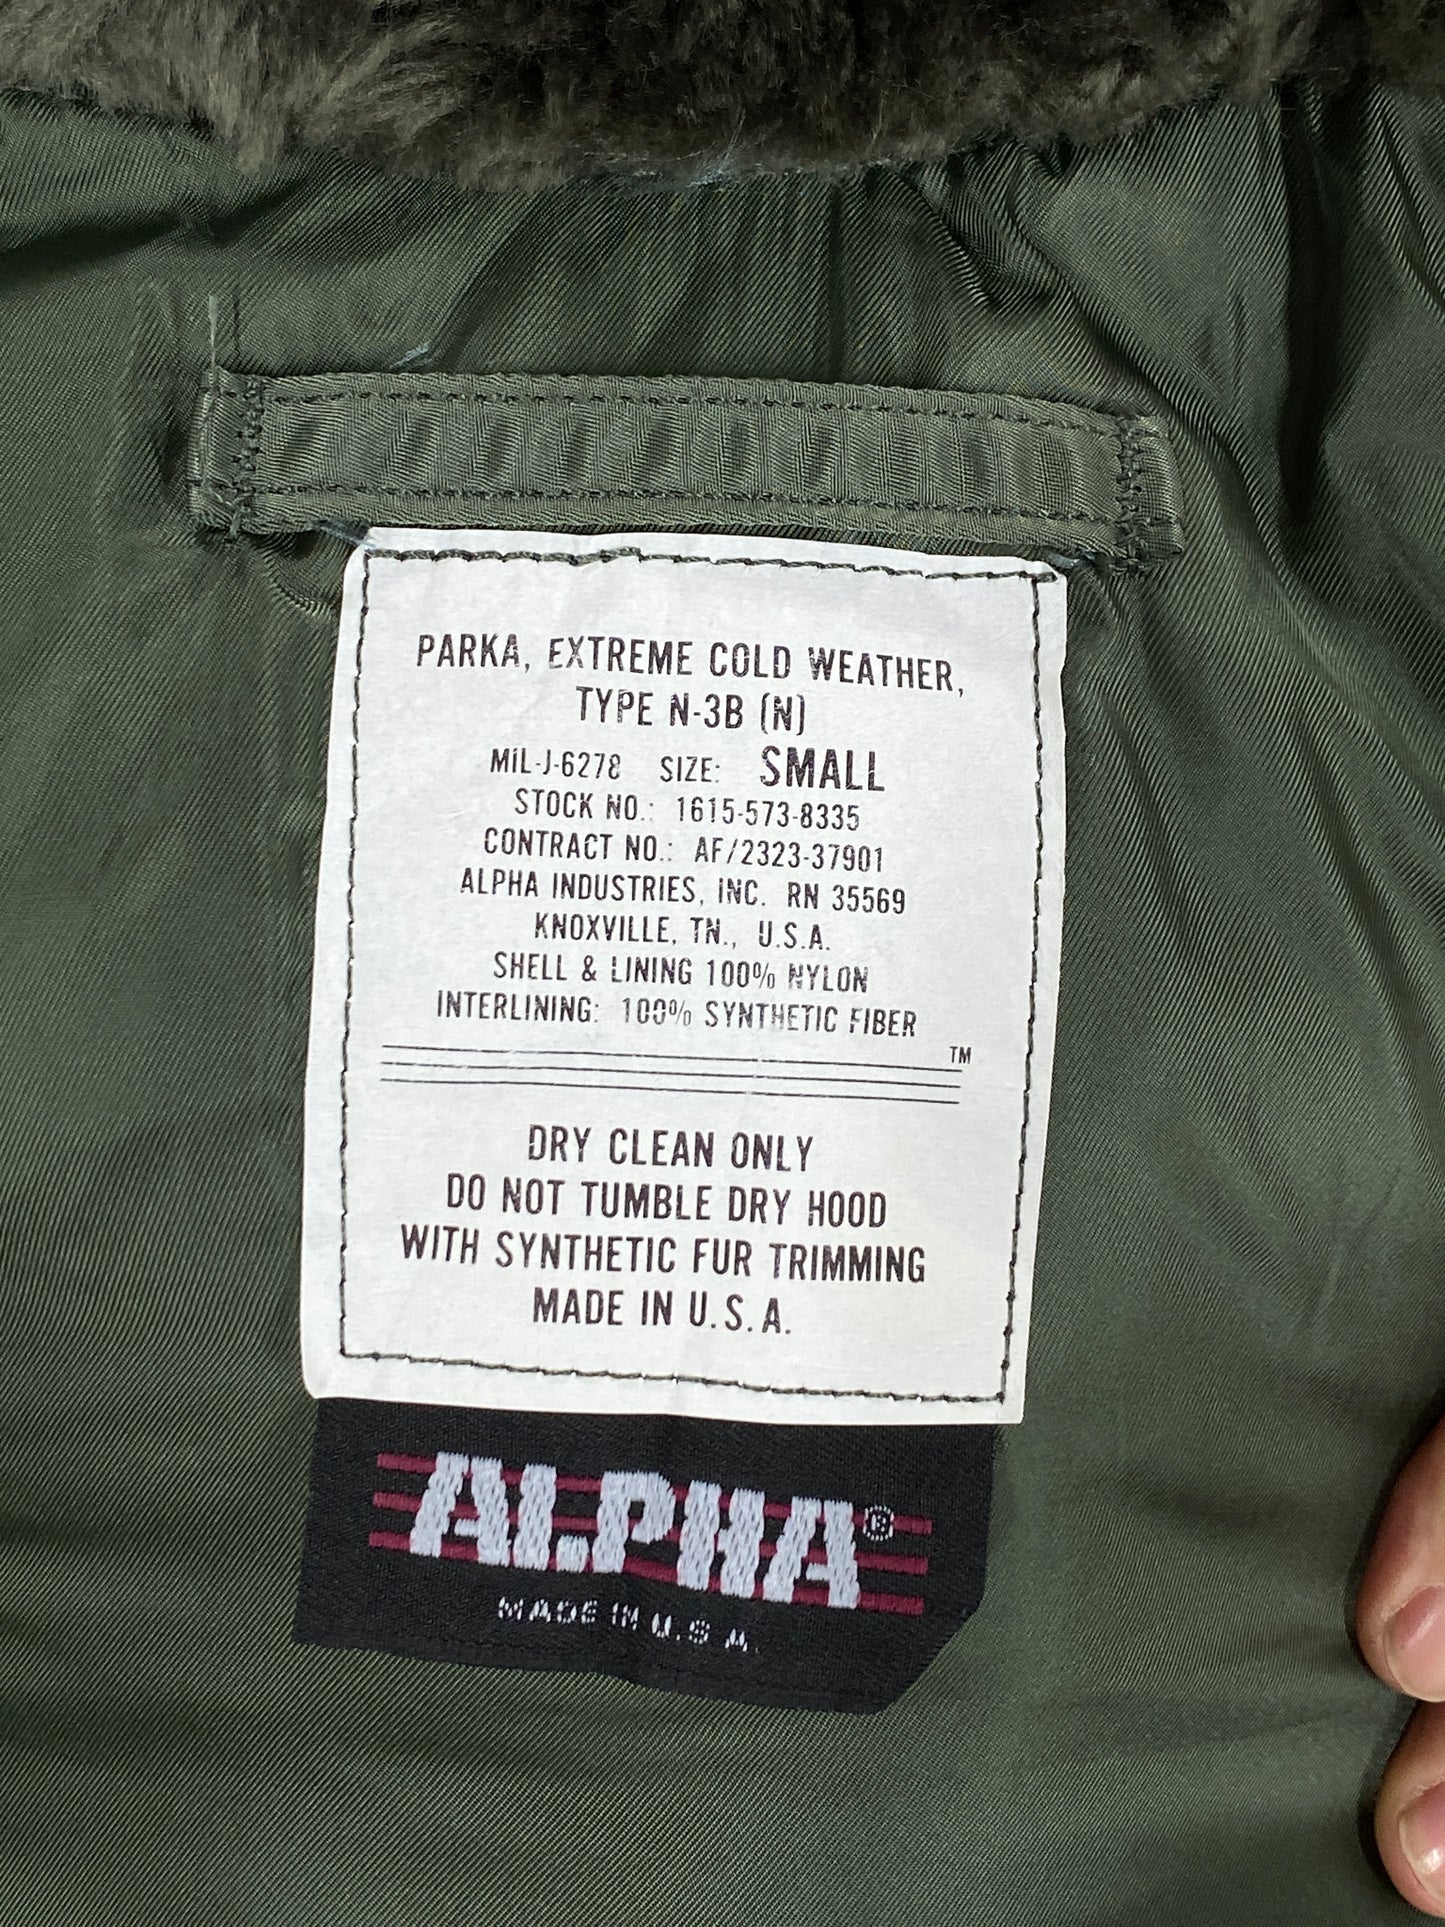 PARKA, EXTREME COLD WEATHER,
TYPE N-3B (N)
MIL-J-6278 SIZE: SMALL
STOCK NO.: 1615-573-8335
CONTRACT NO.: AF/2323-37901
ALPHA INDUSTRIES, INC. RN 35569
KNOXVILLE, TN., U.S.A.
SHELL & LINING 100% NYLON
INTERLINING: 100% SYNTHETIC FIBER
TM
DRY CLEAN ONLY
DO NOT TUMBLE DRY HOOD
WITH SYNTHETIC FUR TRIMMING
MADE IN U.S.A.
ALPHA®
MADE IN U.S.A.